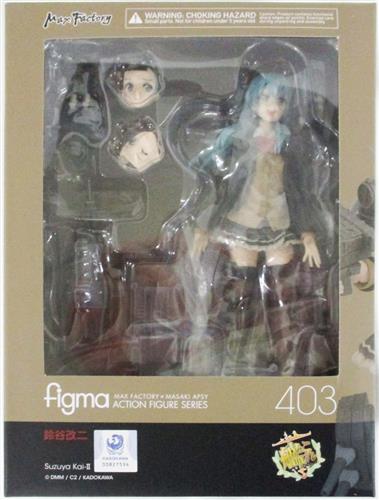 Max Factory
WARNING: CHOKING HAZARD
Small parts. Not for children under 3 years old.
figma
MAX FACTORY × MASAKI APSY
ACTION FIGURE SERIES
403
鈴谷改二
KADOKAWA
Suzuya Kai-II
© DMM / C2 / KADOKAWA